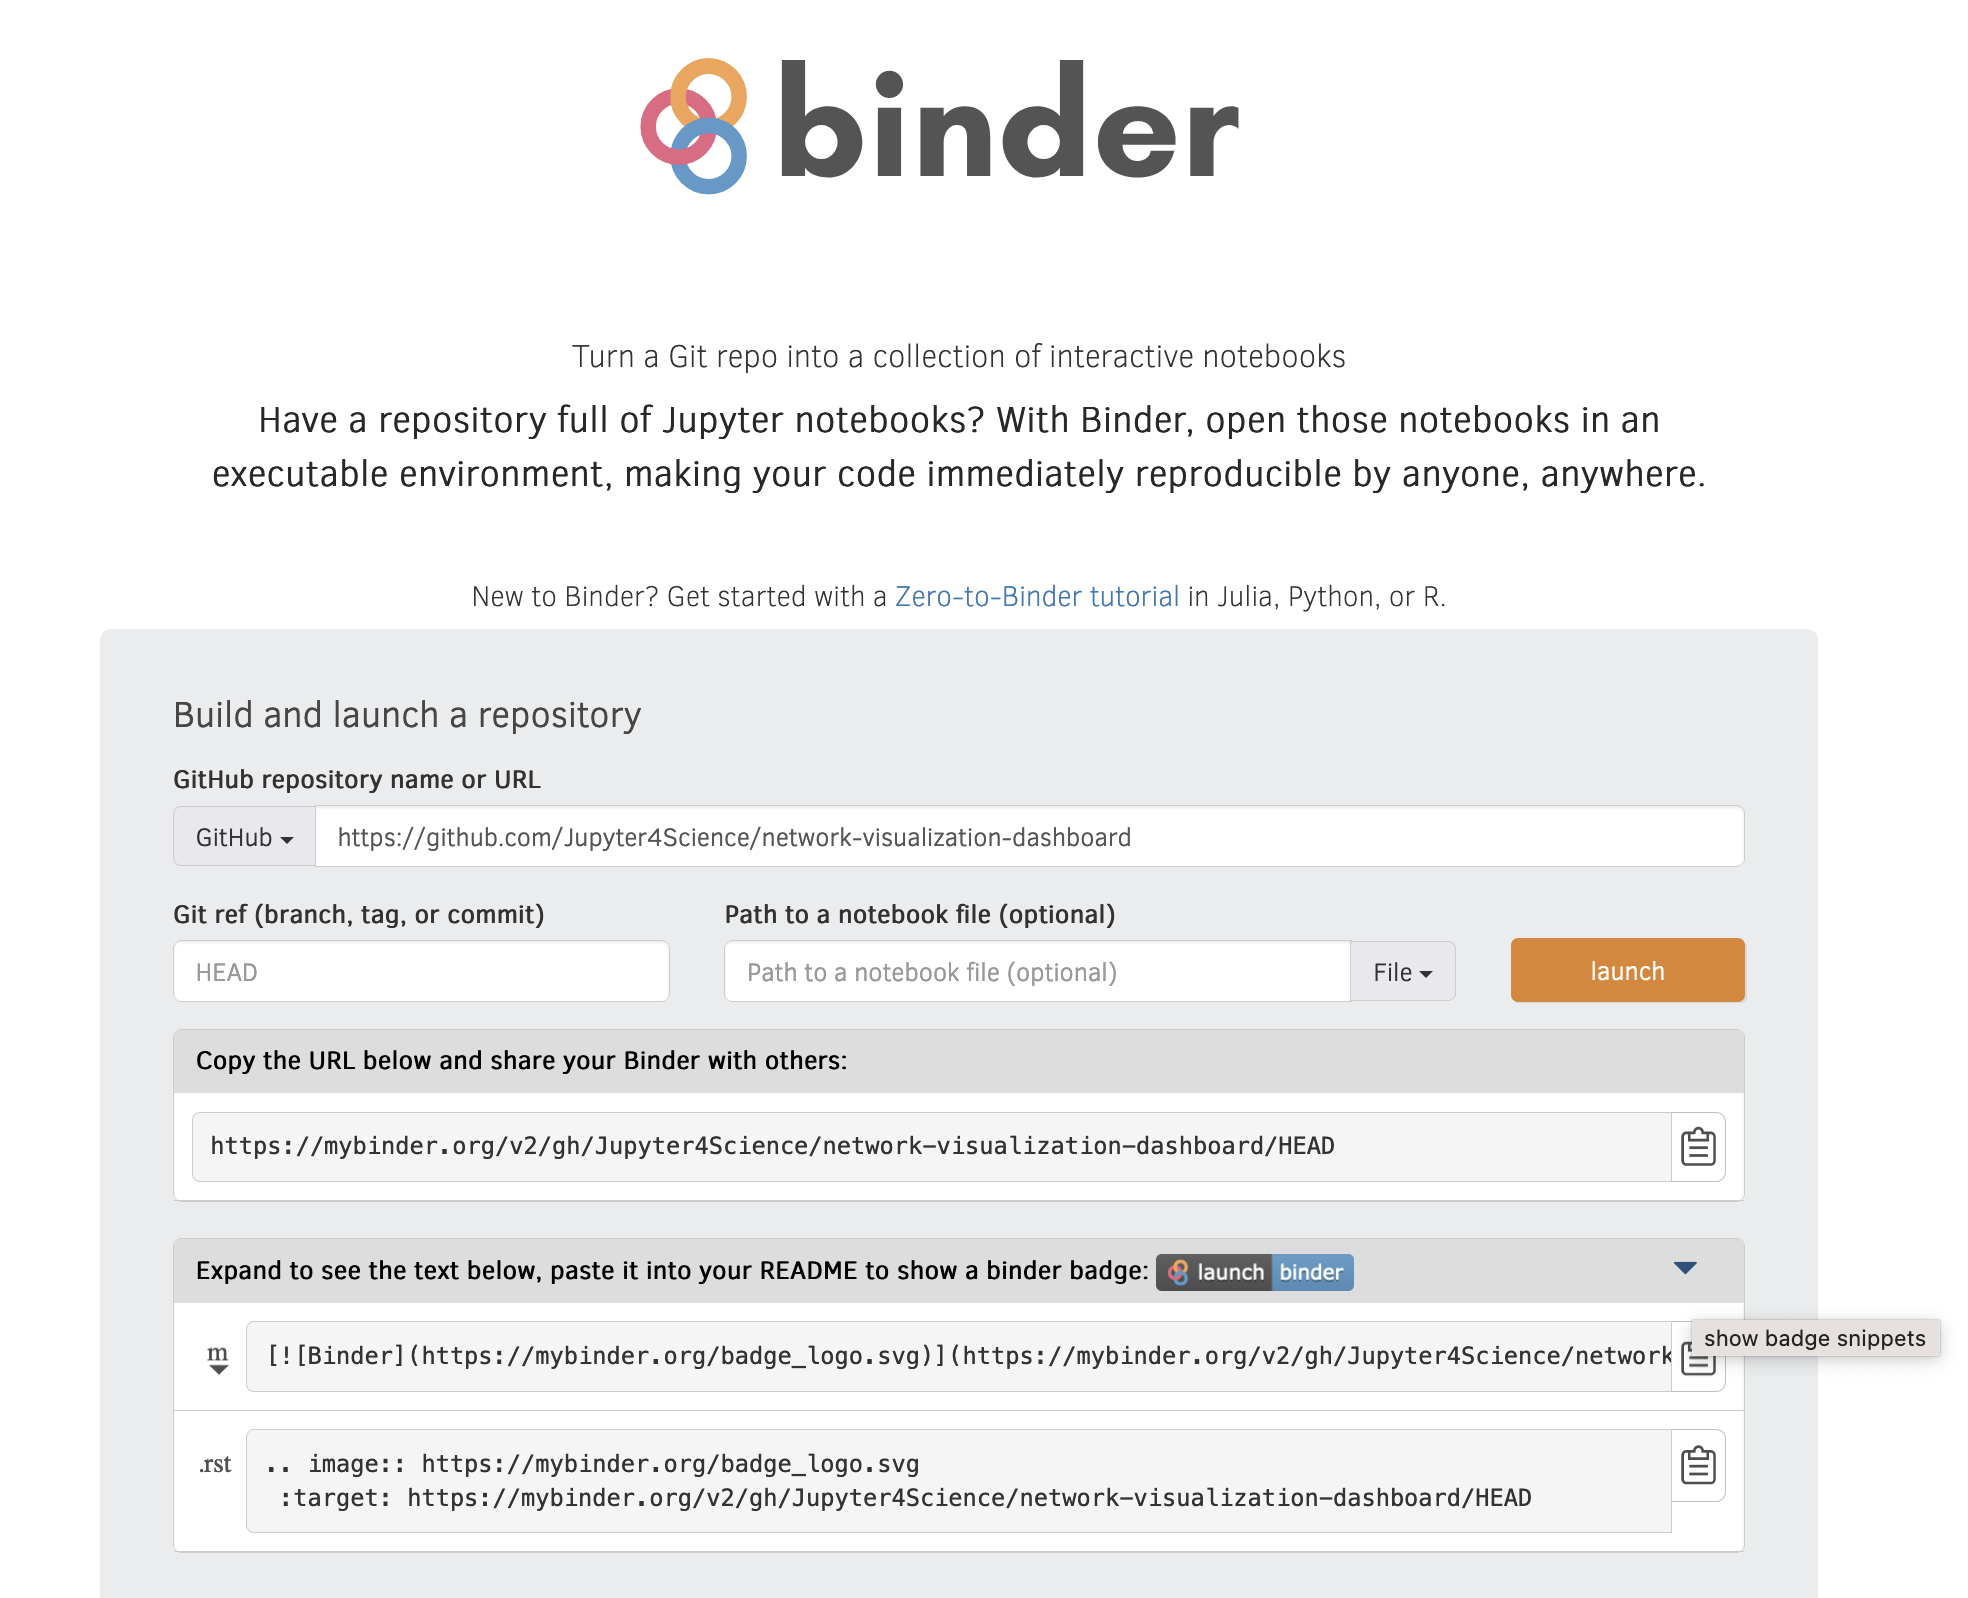 binder
Turn a Git repo into a collection of interactive notebooks
Have a repository full of Jupyter notebooks? With Binder, open those notebooks in an
executable environment, making your code immediately reproducible by anyone, anywhere.
New to Binder? Get started with a Zero-to-Binder tutorial in Julia, Python, or R.
Build and launch a repository
GitHub repository name or URL
GitHub https://github.com/Jupyter4Science/network-visualization-dashboard
Git ref (branch, tag, or commit) Path to a notebook file (optional)
HEAD Path to a notebook file (optional) File launch
Copy the URL below and share your Binder with others:
https://mybinder.org/v2/gh/Jupyter4Science/network-visualization-dashboard/HEAD
Expand to see the text below, paste it into your README to show a binder badge: launch binder
show badge snippets
m [![Binder](https://mybinder.org/badge_logo.svg)](https://mybinder.org/v2/gh/Jupyter4Science/network
.rst .. image:: https://mybinder.org/badge_logo.svg
:target: https://mybinder.org/v2/gh/Jupyter4Science/network-visualization-dashboard/HEAD